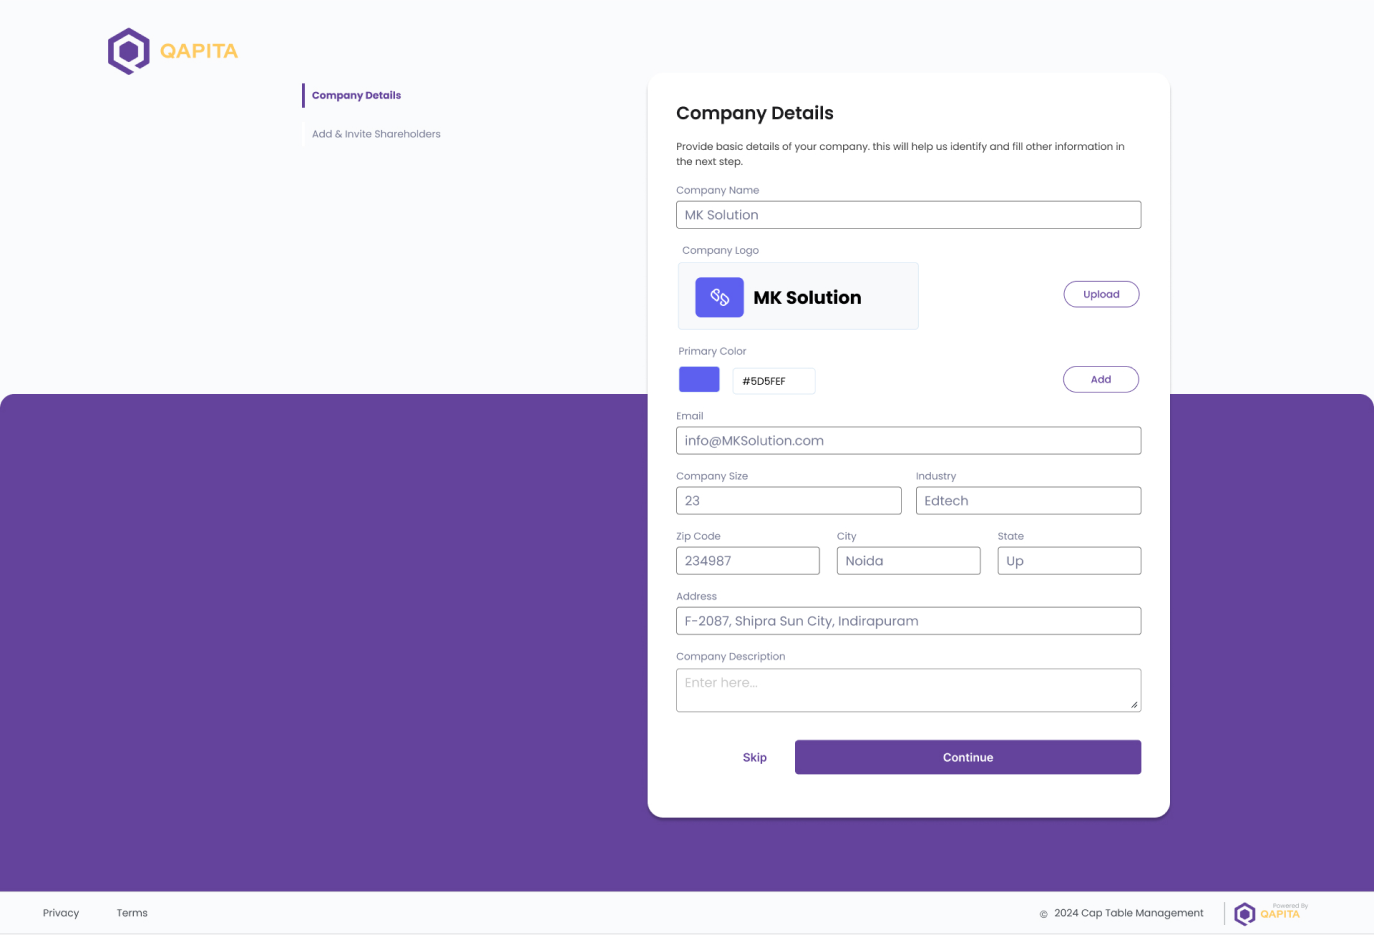 QAPITA
Company Details
Add & Invite Shareholders
Company Details
Provide basic details of your company. this will help us identify and fill other information in
the next step.
Company Name
MK Solution
Company Logo
MK Solution
Upload
Primary Color
#5D5FEF
Add
Email
info@MKSolution.com
Company Size
Industry
23
Edtech
Zip Code
City
State
234987
Noida
Up
Address
F-2087, Shipra Sun City, Indirapuram
Company Description
Enter here...
Skip
Continue
Privacy
Terms
© 2024 Cap Table Management
Powered By
QAPITA